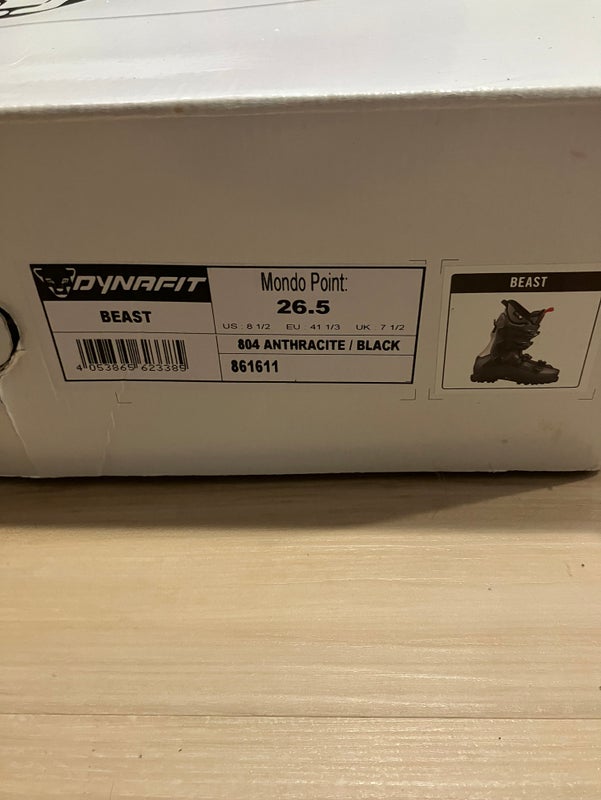 DYNAFIT
BEAST
4 053865 623389
Mondo Point:
26.5
US : 8 1/2 EU : 41 1/3 UK : 7 1/2
804 ANTHRACITE / BLACK
861611
BEAST